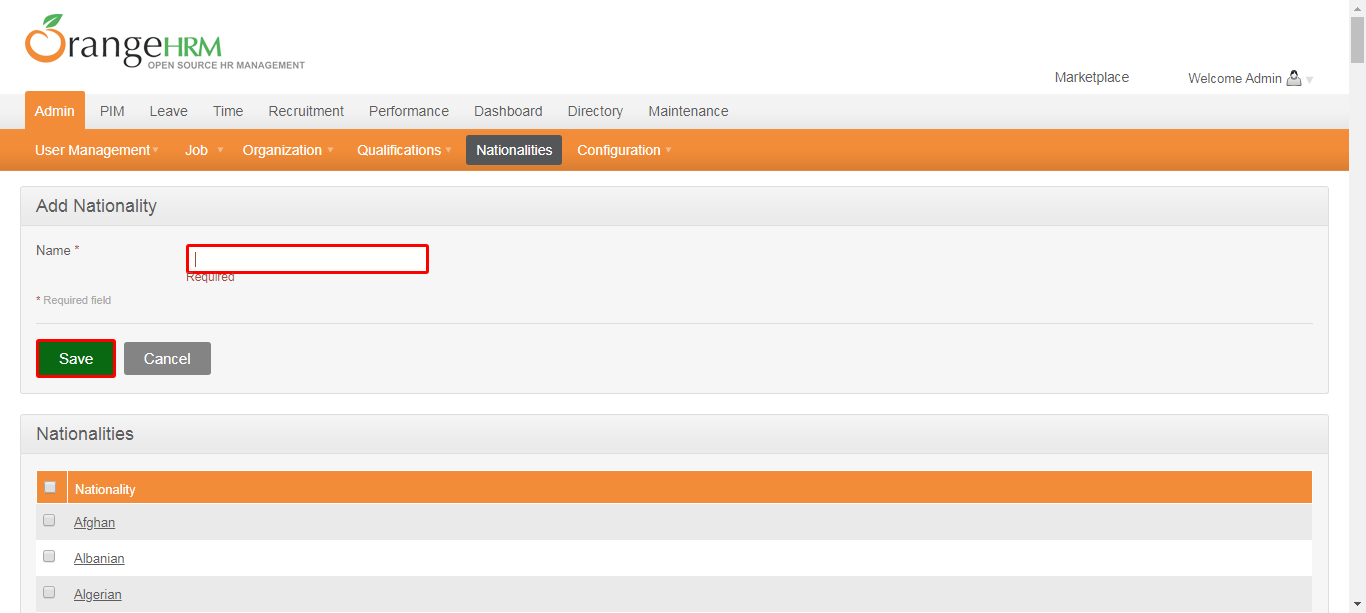 OrangeHRM
OPEN SOURCE HR MANAGEMENT
Marketplace Welcome Admin
Admin PIM Leave Time Recruitment Performance Dashboard Directory Maintenance
User Management Job Organization Qualifications Nationalities Configuration
Add Nationality
Name *
Required
* Required field
Save Cancel
Nationalities
Nationality
Afghan
Albanian
Algerian